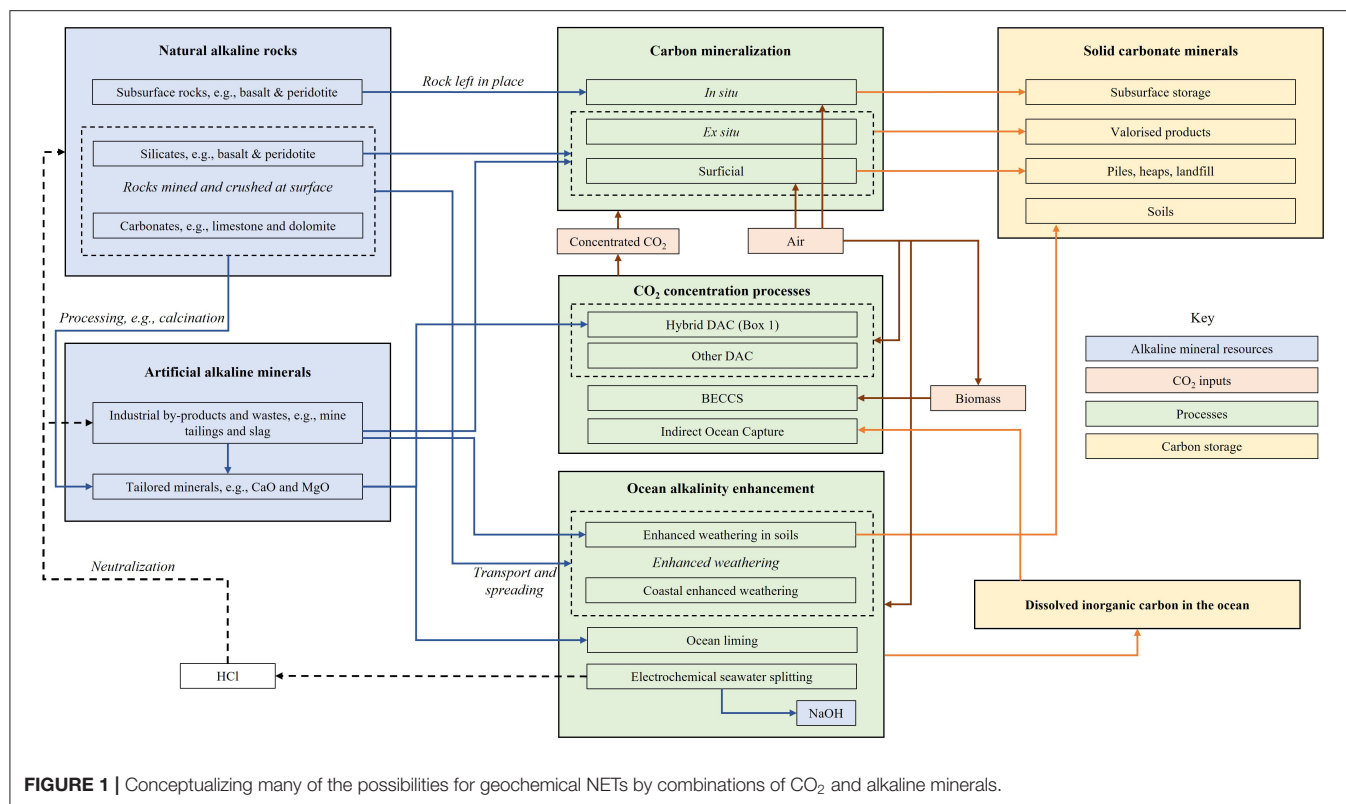 Natural alkaline rocks
Subsurface rocks, e.g., basalt & peridotite
Silicates, e.g., basalt & peridotite
Rocks mined and crushed at surface
Carbonates, e.g., limestone and dolomite
Rock left in place
Carbon mineralization
In situ
Ex situ
Surficial
Solid carbonate minerals
Subsurface storage
Valorised products
Piles, heaps, landfill
Soils
Concentrated CO₂
Air
Processing, e.g., calcination
CO₂ concentration processes
Hybrid DAC (Box 1)
Other DAC
BECCS
Indirect Ocean Capture
Biomass
Key
Alkaline mineral resources
CO₂ inputs
Processes
Carbon storage
Artificial alkaline minerals
Industrial by-products and wastes, e.g., mine
tailings and slag
Tailored minerals, e.g., CaO and MgO
Ocean alkalinity enhancement
Enhanced weathering in soils
Enhanced weathering
Coastal enhanced weathering
Ocean liming
Electrochemical seawater splitting
NaOH
Neutralization
Transport and
spreading
HCl
Dissolved inorganic carbon in the ocean
FIGURE 1 | Conceptualizing many of the possibilities for geochemical NETs by combinations of CO₂ and alkaline minerals.